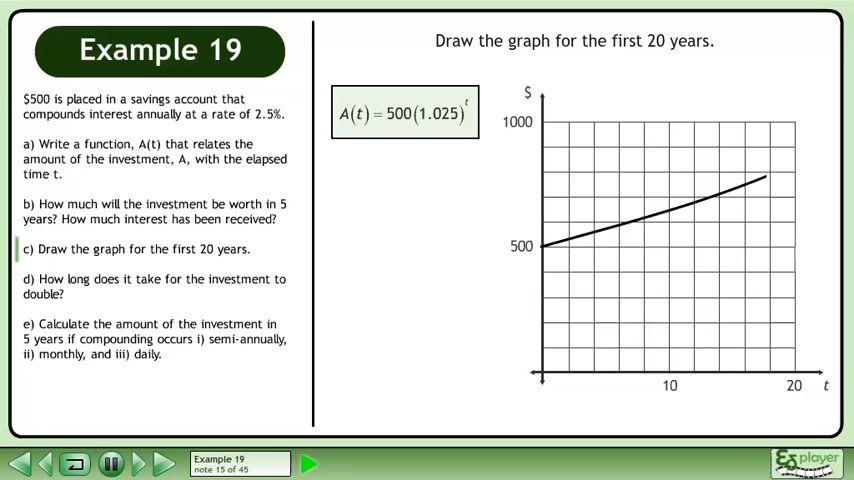 Example 19
$500 is placed in a savings account that
compounds interest annually at a rate of 2.5%.
a) Write a function, A(t) that relates the
amount of the investment, A, with the elapsed
time t.
b) How much will the investment be worth in 5
years? How much interest has been received?
c) Draw the graph for the first 20 years.
d) How long does it take for the investment to
double?
e) Calculate the amount of the investment in
5 years if compounding occurs i) semi-annually,
ii) monthly, and iii) daily.
Draw the graph for the first 20 years.
A(t) = 500(1.025)^t
$
1000
500
10
20
t
Example 19
note 15 of 45
player